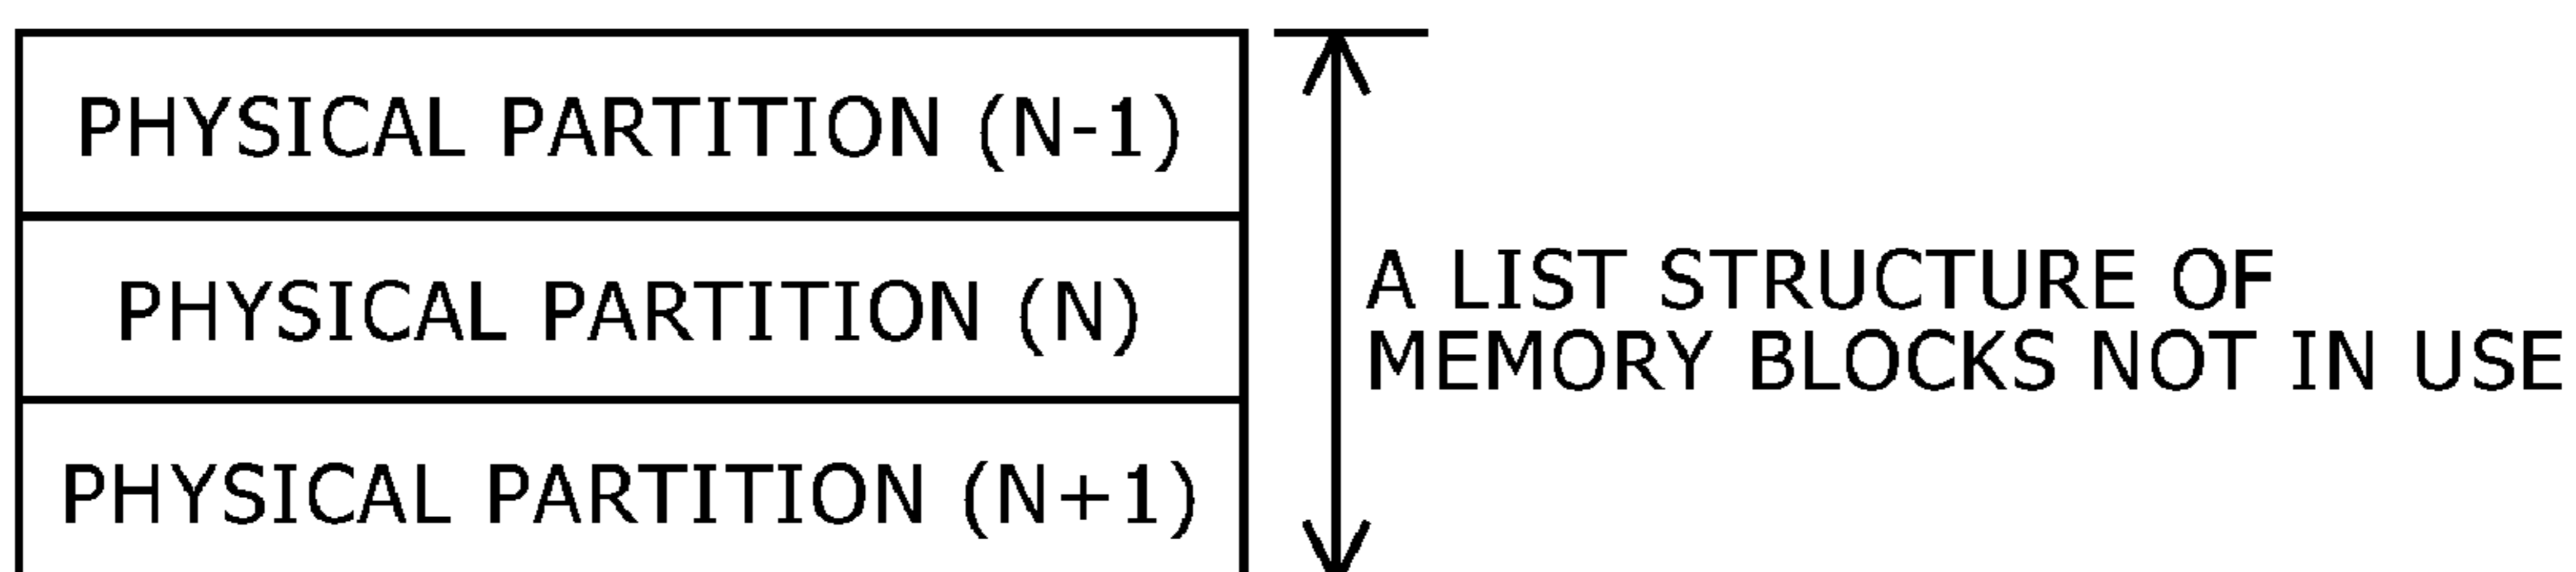 PHYSICAL PARTITION (N-1)
PHYSICAL PARTITION (N)
A LIST STRUCTURE OF
MEMORY BLOCKS NOT IN USE
PHYSICAL PARTITION (N+1)